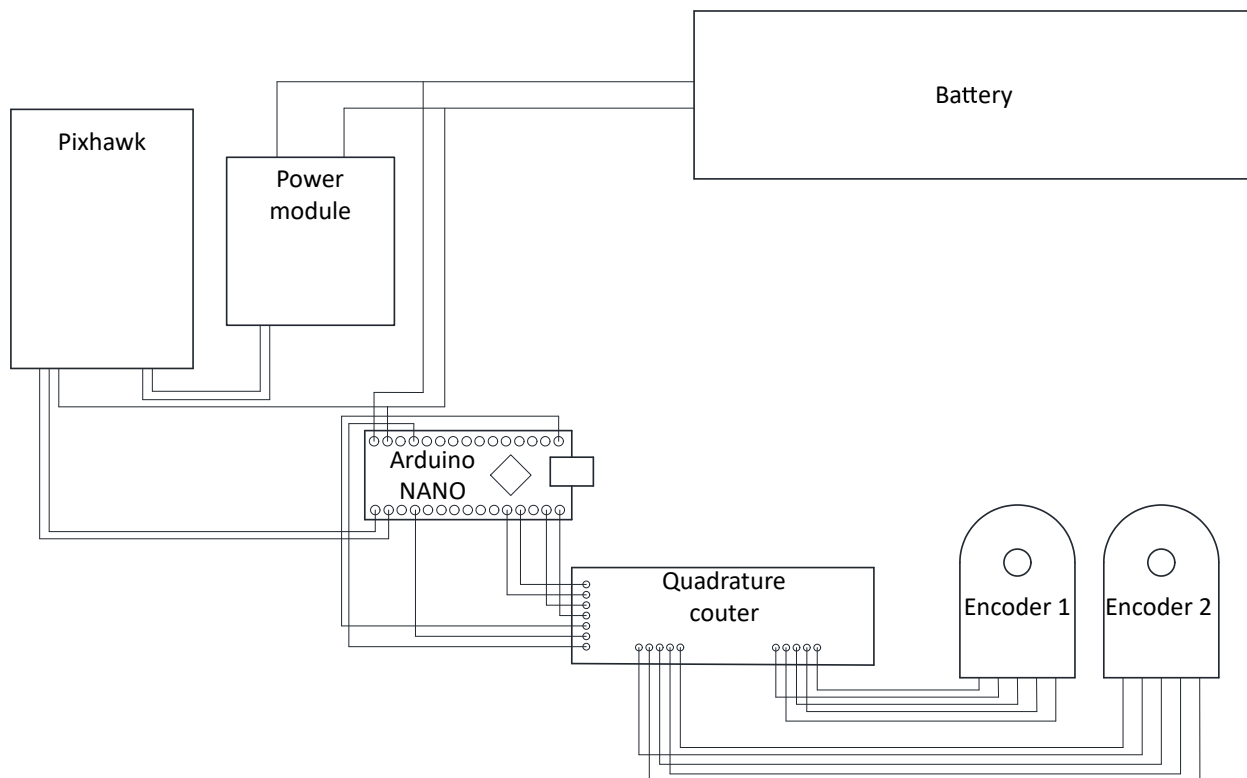 Battery
Pixhawk
Power
module
Arduino
NANO
Quadrature
couter
Encoder 1
Encoder 2